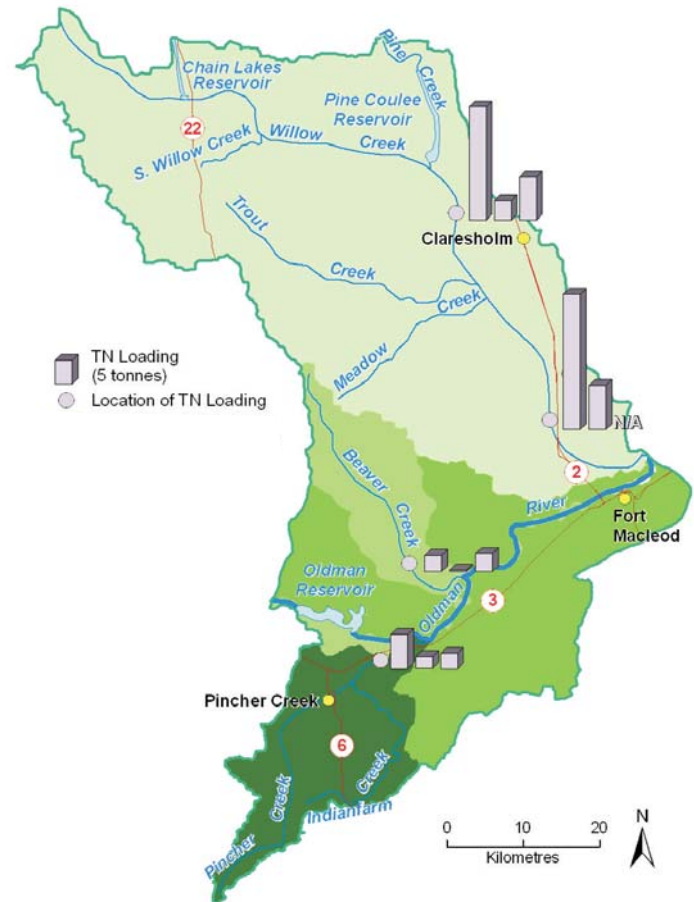 Chain Lakes
Reservoir
Pine
Creek
Pine Coulee
Reservoir
22
S. Willow Creek
Willow
Creek
Trout
Creek
Claresholm
Creek
Meadow
TN Loading
(5 tonnes)
Location of TN Loading
N/A
Beaver
Creek
2
River
Fort
Macleod
Oldman
Reservoir
Oldman
3
Pincher Creek
6
Creek
Creek
Indianfarm
Pincher
0 10 20
Kilometres
N